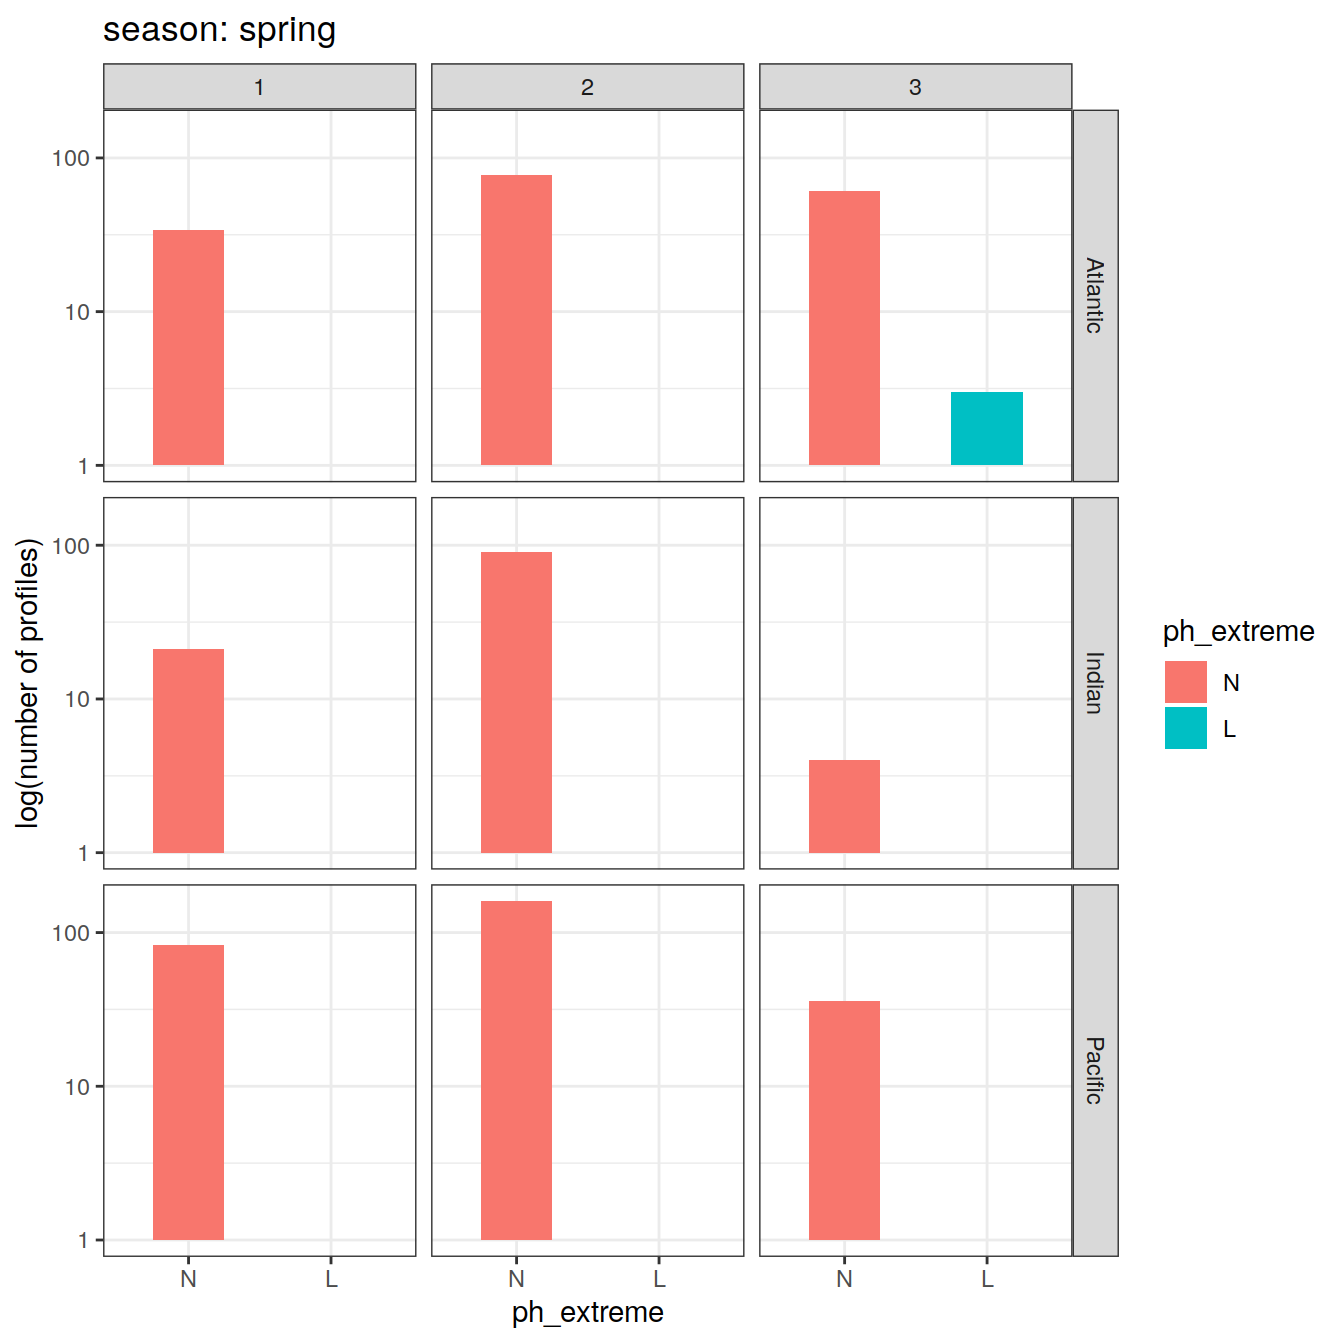 season: spring
1 2 3
100
10
1
Atlantic
100
10
1
Indian
100
10
1
Pacific
N L N L N L
ph_extreme
log(number of profiles)
ph_extreme
N
L